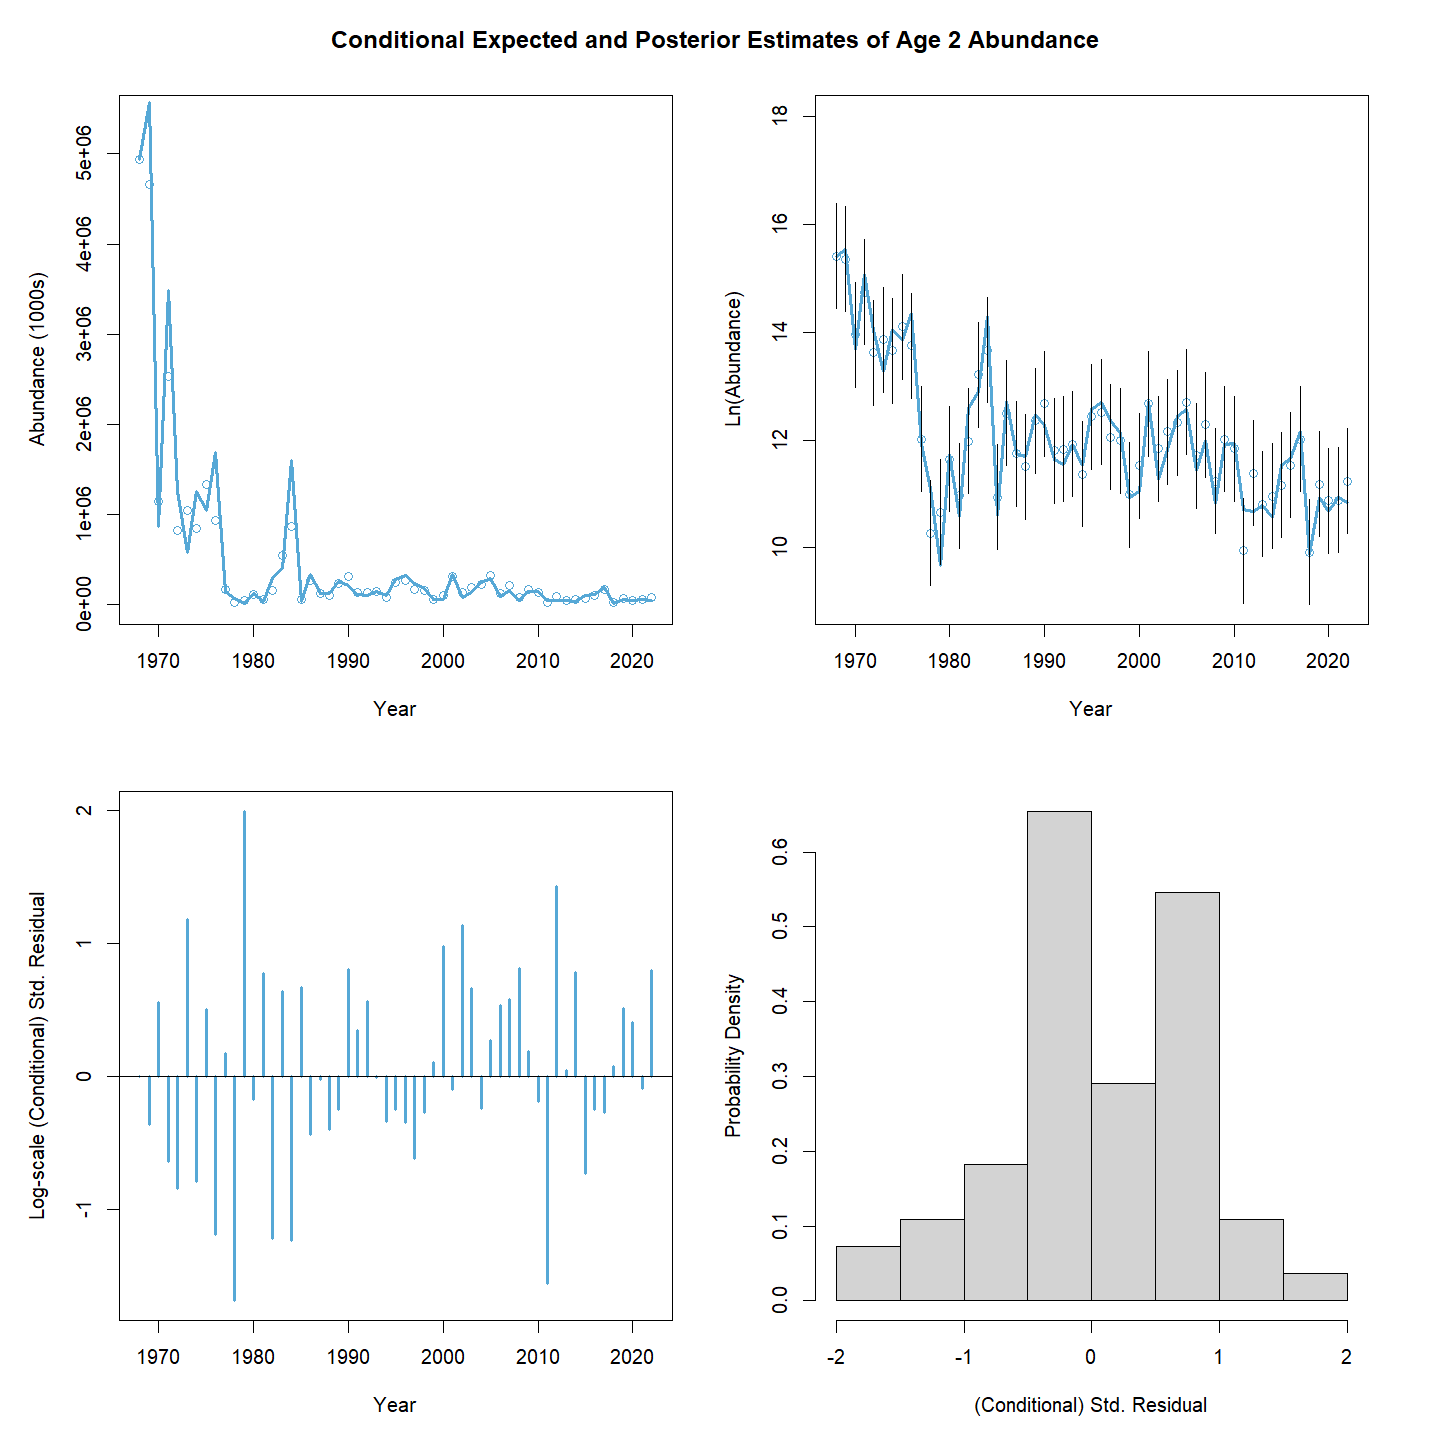 Conditional Expected and Posterior Estimates of Age 2 Abundance
Abundance (1000s)
0e+00 1e+06 2e+06 3e+06 4e+06 5e+06
1970 1980 1990 2000 2010 2020
Year
Ln(Abundance)
10 12 14 16 18
1970 1980 1990 2000 2010 2020
Year
Log-scale (Conditional) Std. Residual
-1 0 1 2
1970 1980 1990 2000 2010 2020
Year
Probability Density
0.0 0.1 0.2 0.3 0.4 0.5 0.6
-2 -1 0 1 2
(Conditional) Std. Residual